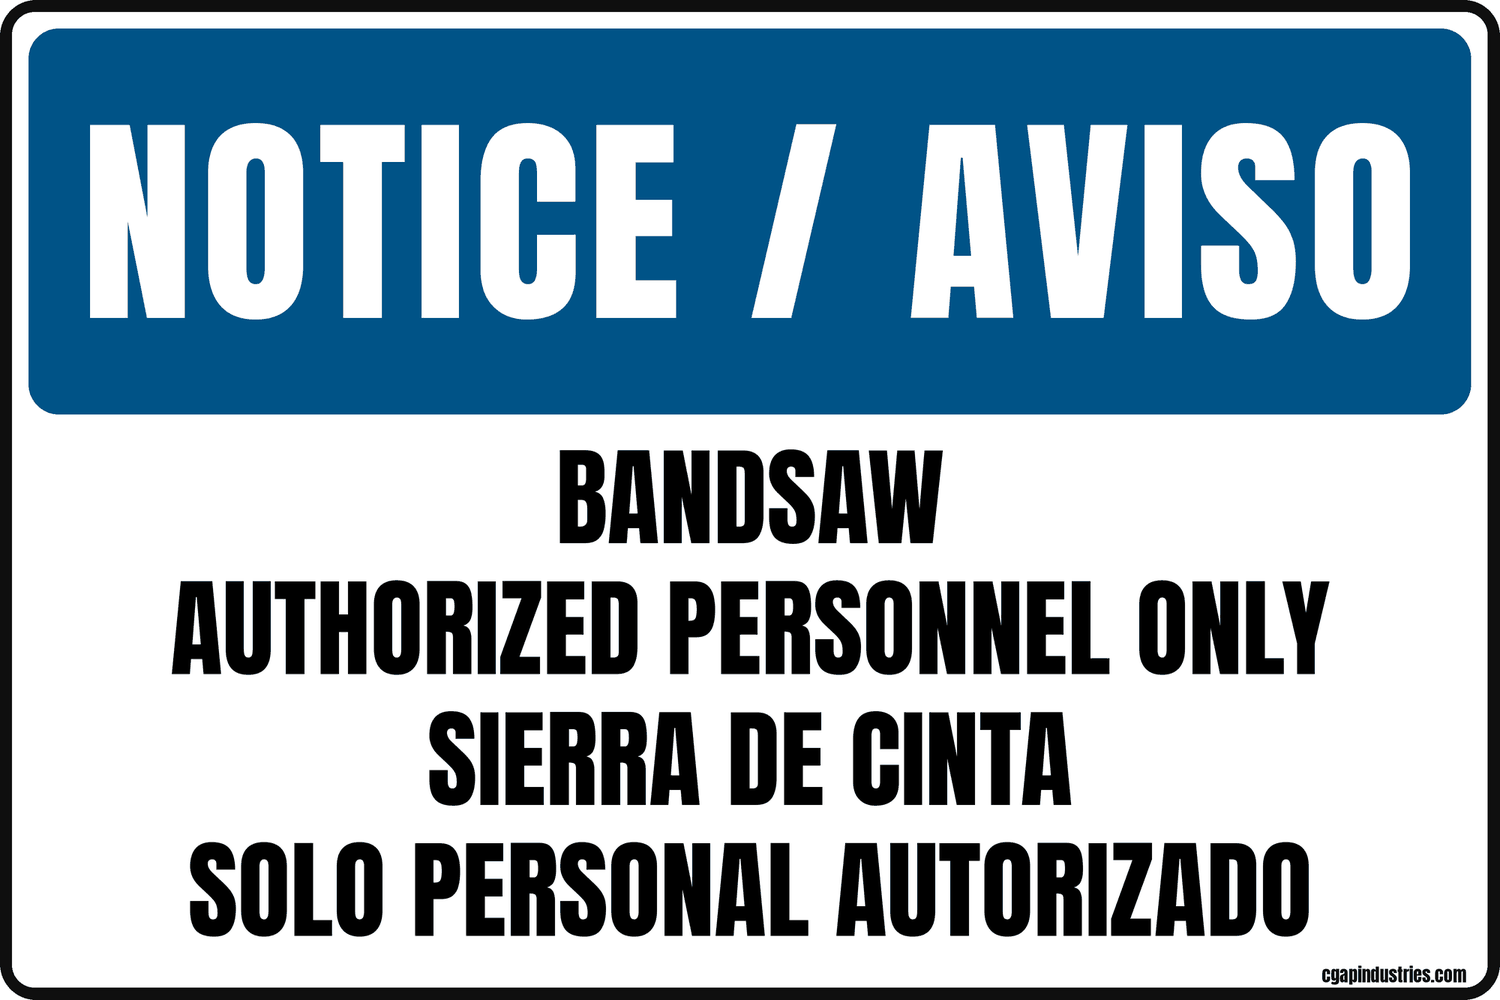 NOTICE / AVISO
BANDSAW
AUTHORIZED PERSONNEL ONLY
SIERRA DE CINTA
SOLO PERSONAL AUTORIZADO
cgapindustries.com